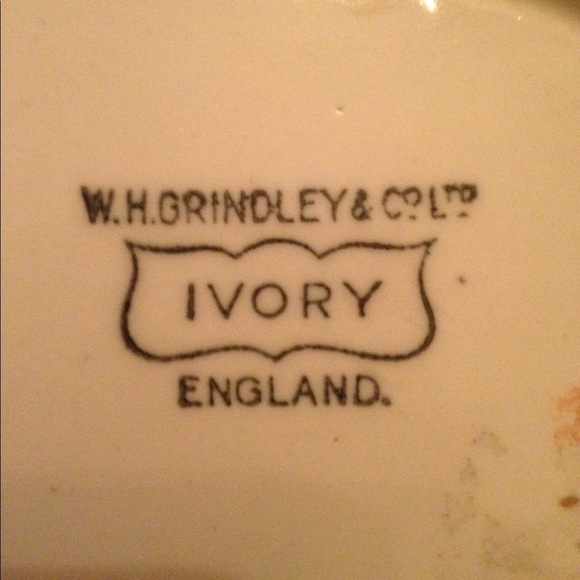 W.H.GRINDLEY & Cº LTD
IVORY
ENGLAND.